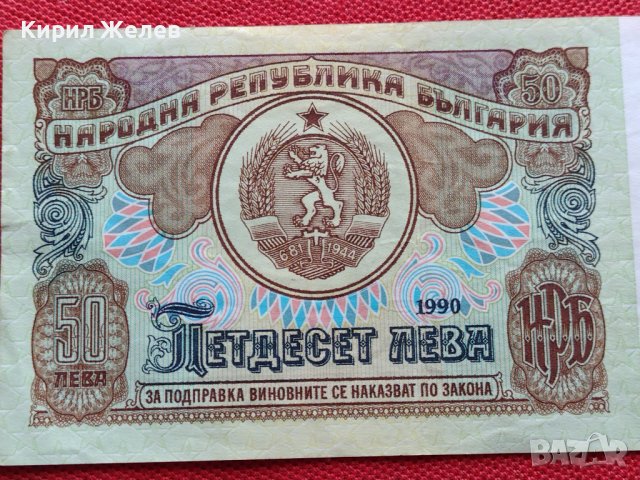 Кирил Желев
НРБ
50
НАРОДНА РЕПУБЛИКА БЪЛГАРИЯ
681 1944
1990
50
ЛЕВА
ПЕТДЕСЕТ ЛЕВА
НРБ
ЗА ПОДПРАВКА ВИНОВНИТЕ СЕ НАКАЗВАТ ПО ЗАКОНА
BAZAR